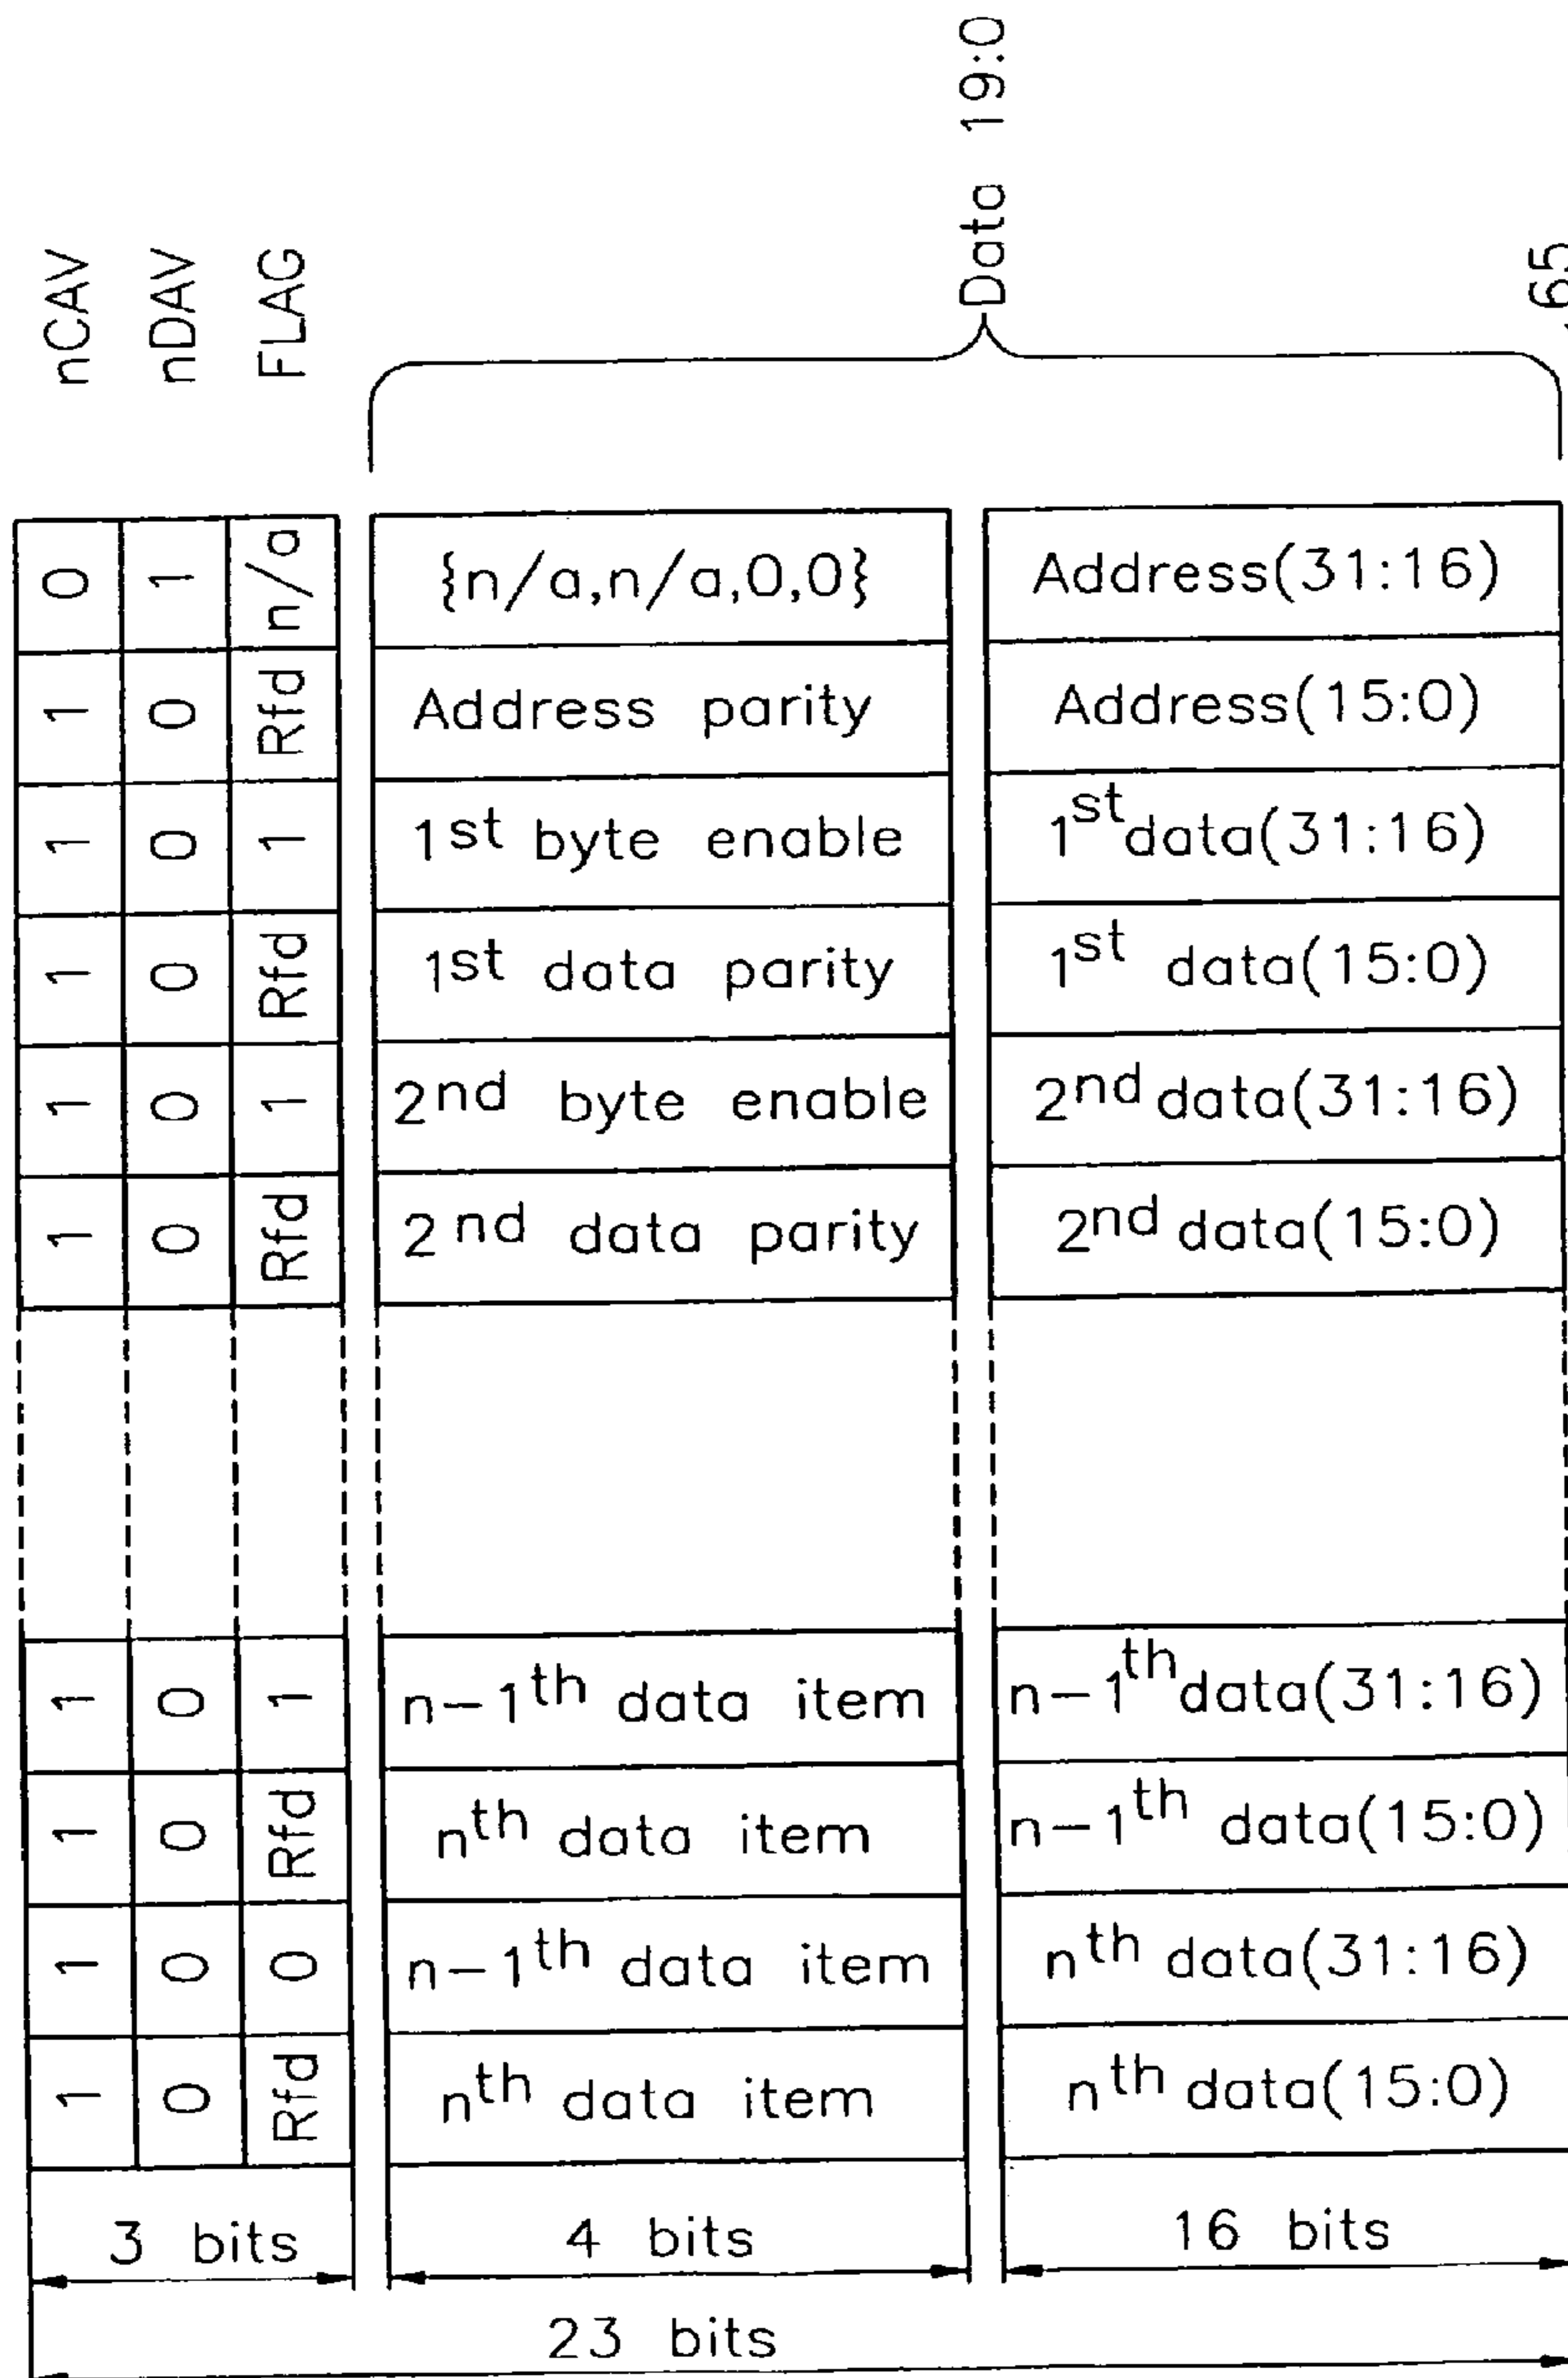 Data 19:0
nCAV nDAV FLAG
65
0 1 n/a {n/a,n/a,0,0} Address(31:16)
1 0 Rfd Address parity Address(15:0)
1 0 1 1st byte enable 1st data(31:16)
1 0 Rfd 1st data parity 1st data(15:0)
1 0 1 2nd byte enable 2nd data(31:16)
1 0 Rfd 2nd data parity 2nd data(15:0)
1 0 1 n-1th data item n-1th data(31:16)
1 0 Rfd nth data item n-1th data(15:0)
1 0 0 n-1th data item nth data(31:16)
1 0 Rfd nth data item nth data(15:0)
3 bits 4 bits 16 bits
23 bits